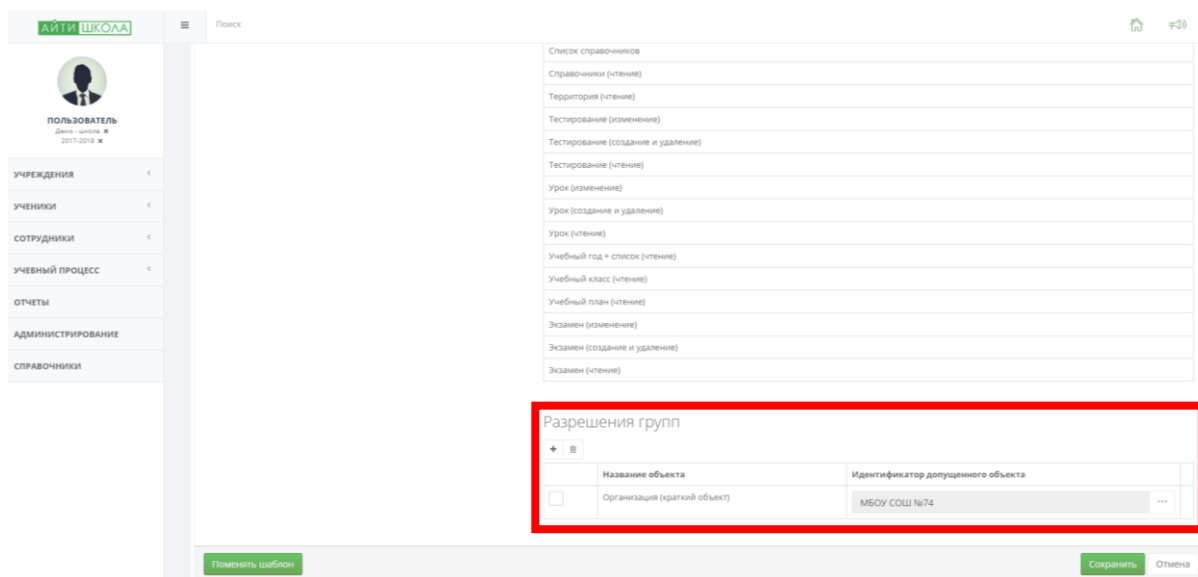 АЙТИ ШКОЛА
Поиск
ПОЛЬЗОВАТЕЛЬ
Демо - школа ✖
2017-2018 ✖
УЧРЕЖДЕНИЯ
УЧЕНИКИ
СОТРУДНИКИ
УЧЕБНЫЙ ПРОЦЕСС
ОТЧЕТЫ
АДМИНИСТРИРОВАНИЕ
СПРАВОЧНИКИ
Список справочников
Справочники (чтение)
Территория (чтение)
Тестирование (изменение)
Тестирование (создание и удаление)
Тестирование (чтение)
Урок (изменение)
Урок (создание и удаление)
Урок (чтение)
Учебный год + список (чтение)
Учебный класс (чтение)
Учебный план (чтение)
Экзамен (изменение)
Экзамен (создание и удаление)
Экзамен (чтение)
Разрешения групп
Название объекта Идентификатор допущенного объекта
Организация (краткий объект) МБОУ СОШ №74 ...
Поменять шаблон Сохранить Отмена